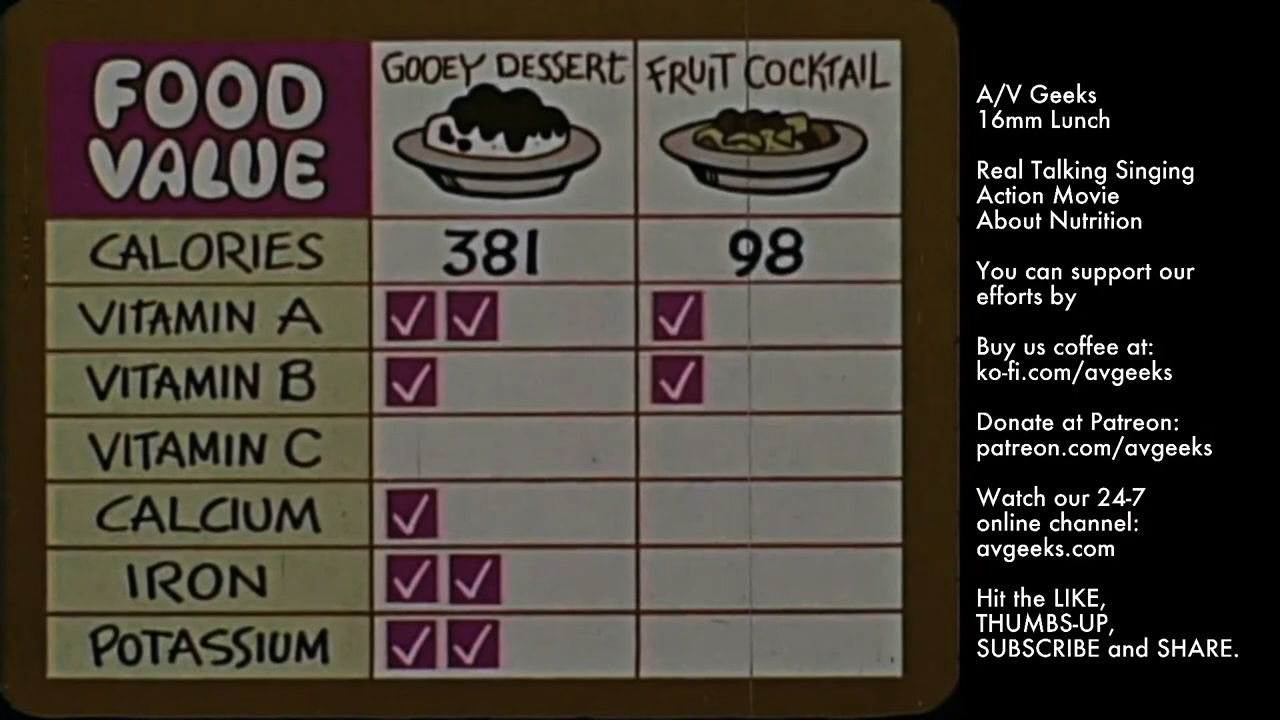 FOOD
VALUE
GOOEY DESSERT
FRUIT COCKTAIL
CALORIES
381
98
VITAMIN A
VITAMIN B
VITAMIN C
CALCIUM
IRON
POTASSIUM
A/V Geeks
16mm Lunch
Real Talking Singing
Action Movie
About Nutrition
You can support our
efforts by
Buy us coffee at:
ko-fi.com/avgeeks
Donate at Patreon:
patreon.com/avgeeks
Watch our 24-7
online channel:
avgeeks.com
Hit the LIKE,
THUMBS-UP,
SUBSCRIBE and SHARE.